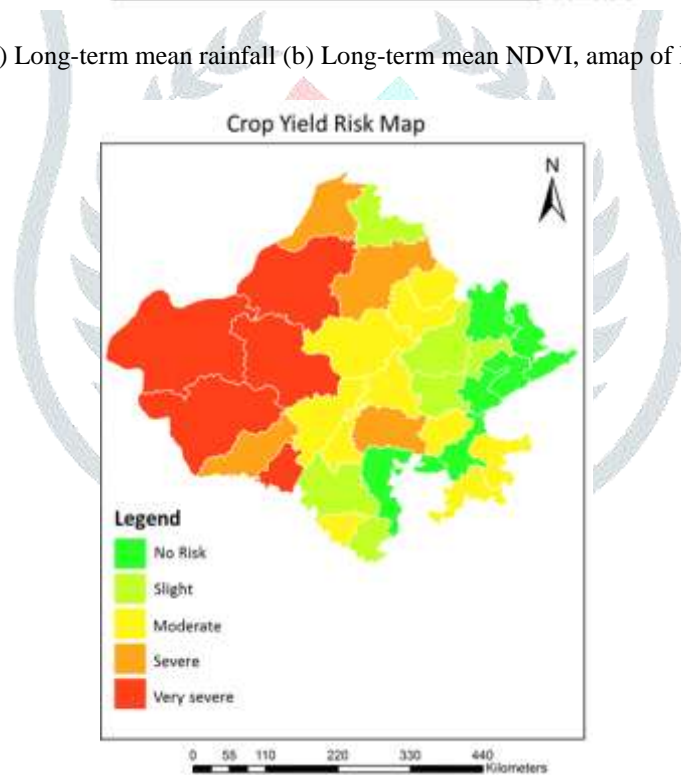 ) Long-term mean rainfall (b) Long-term mean NDVI, amap of
Crop Yield Risk Map
N
Legend
No Risk
Slight
Moderate
Severe
Very severe
0 55 110 220 330 440
Kilometers